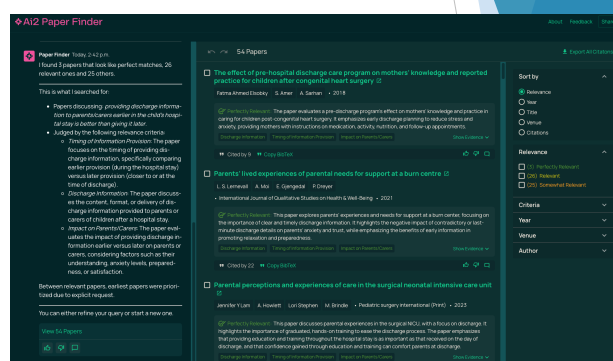 Ai2 Paper Finder
About
Feedback
Share
Paper Finder Today, 2:42 p.m.
I found 3 papers that look like perfect matches, 26
relevant ones and 25 others.
This is what I searched for:
Papers discussing: providing discharge informa-
tion to parents/carers earlier in the child's hospi-
tal stay is better than giving it later.
Judged by the following relevance criteria:
Timing of Information Provision: The paper
focuses on the timing of providing dis-
charge information, specifically comparing
earlier provision (during the hospital stay)
versus later provision (closer to or at the
time of discharge).
Discharge Information: The paper discuss-
es the content, format, or delivery of dis-
charge information provided to parents or
carers of children after a hospital stay.
Impact on Parents/Carers: The paper eval-
uates the impact of providing discharge in-
formation earlier versus later on parents or
carers, considering factors such as their
understanding, anxiety levels, prepared-
ness, or satisfaction.
Between relevant papers, earliest papers were priori-
tized due to explicit request.
You can either refine your query or start a new one.
View 54 Papers
54 Papers
Export All Citations
The effect of pre-hospital discharge care program on mothers' knowledge and reported
practice for children after congenital heart surgery
Fatma Ahmed Elsobky S. Amer A. Saman • 2018
Perfectly Relevant The paper evaluates a pre-discharge program's effect on mothers' knowledge and practice in
caring for children post-congenital heart surgery. It emphasizes early discharge planning to reduce stress and
anxiety, providing mothers with instructions on medication, activity, nutrition, and follow-up appointments.
Discharge Information Timing of Information Provision Impact on Parents/Carers Show Evidence
Cited by 9 Copy BibTeX
Parents' lived experiences of parental needs for support at a burn centre
L. S. Lernevall A. Moi E. Gjengedal P. Dreyer
• International Journal of Qualitative Studies on Health & Well-Being • 2021
Perfectly Relevant This paper explores parents' experiences and needs for support at a burn center, focusing on
the importance of clear and timely discharge information. It highlights the negative impact of contradictory or last-
minute discharge details on parents' anxiety and trust, while emphasizing the benefits of early information in
promoting relaxation and preparedness.
Discharge Information Timing of Information Provision Impact on Parents/Carers Show Evidence
Cited by 22 Copy BibTeX
Parental perceptions and experiences of care in the surgical neonatal intensive care unit
Jennifer Y Lam A. Howlett Lori Stephen M. Brindle • Pediatric surgery international (Print) • 2023
Perfectly Relevant This paper discusses parental experiences in the surgical NICU, with a focus on discharge. It
highlights the importance of graduated, hands-on training to ease the discharge process. The paper emphasizes
that providing education and training throughout the hospital stay is as important as that received on the day of
discharge, and that confidence gained through education and training can comfort parents at discharge.
Discharge Information Timing of Information Provision Impact on Parents/Carers Show Evidence
Sort by
Relevance
Year
Title
Venue
Citations
Relevance
(3) Perfectly Relevant
(26) Relevant
(25) Somewhat Relevant
Criteria
Year
Venue
Author